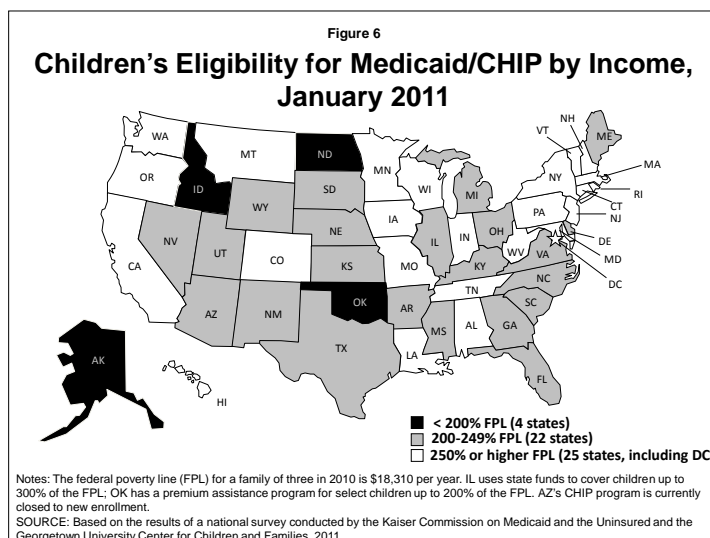 Figure 6
Children's Eligibility for Medicaid/CHIP by Income,
January 2011
WA
MT
ND
MN
VT
NH
ME
OR
ID
SD
WI
MI
NY
MA
WY
RI
CT
IA
PA
NJ
NE
NV
IL
IN
OH
DE
UT
CO
WV
VA
MD
CA
KS
MO
KY
DC
NC
TN
AZ
NM
OK
AR
SC
MS
AL
GA
TX
LA
AK
FL
HI
< 200% FPL (4 states)
200-249% FPL (22 states)
250% or higher FPL (25 states, including DC
Notes: The federal poverty line (FPL) for a family of three in 2010 is $18,310 per year. IL uses state funds to cover children up to
300% of the FPL; OK has a premium assistance program for select children up to 200% of the FPL. AZ's CHIP program is currently
closed to new enrollment.
SOURCE: Based on the results of a national survey conducted by the Kaiser Commission on Medicaid and the Uninsured and the
Georgetown University Center for Children and Families, 2011.